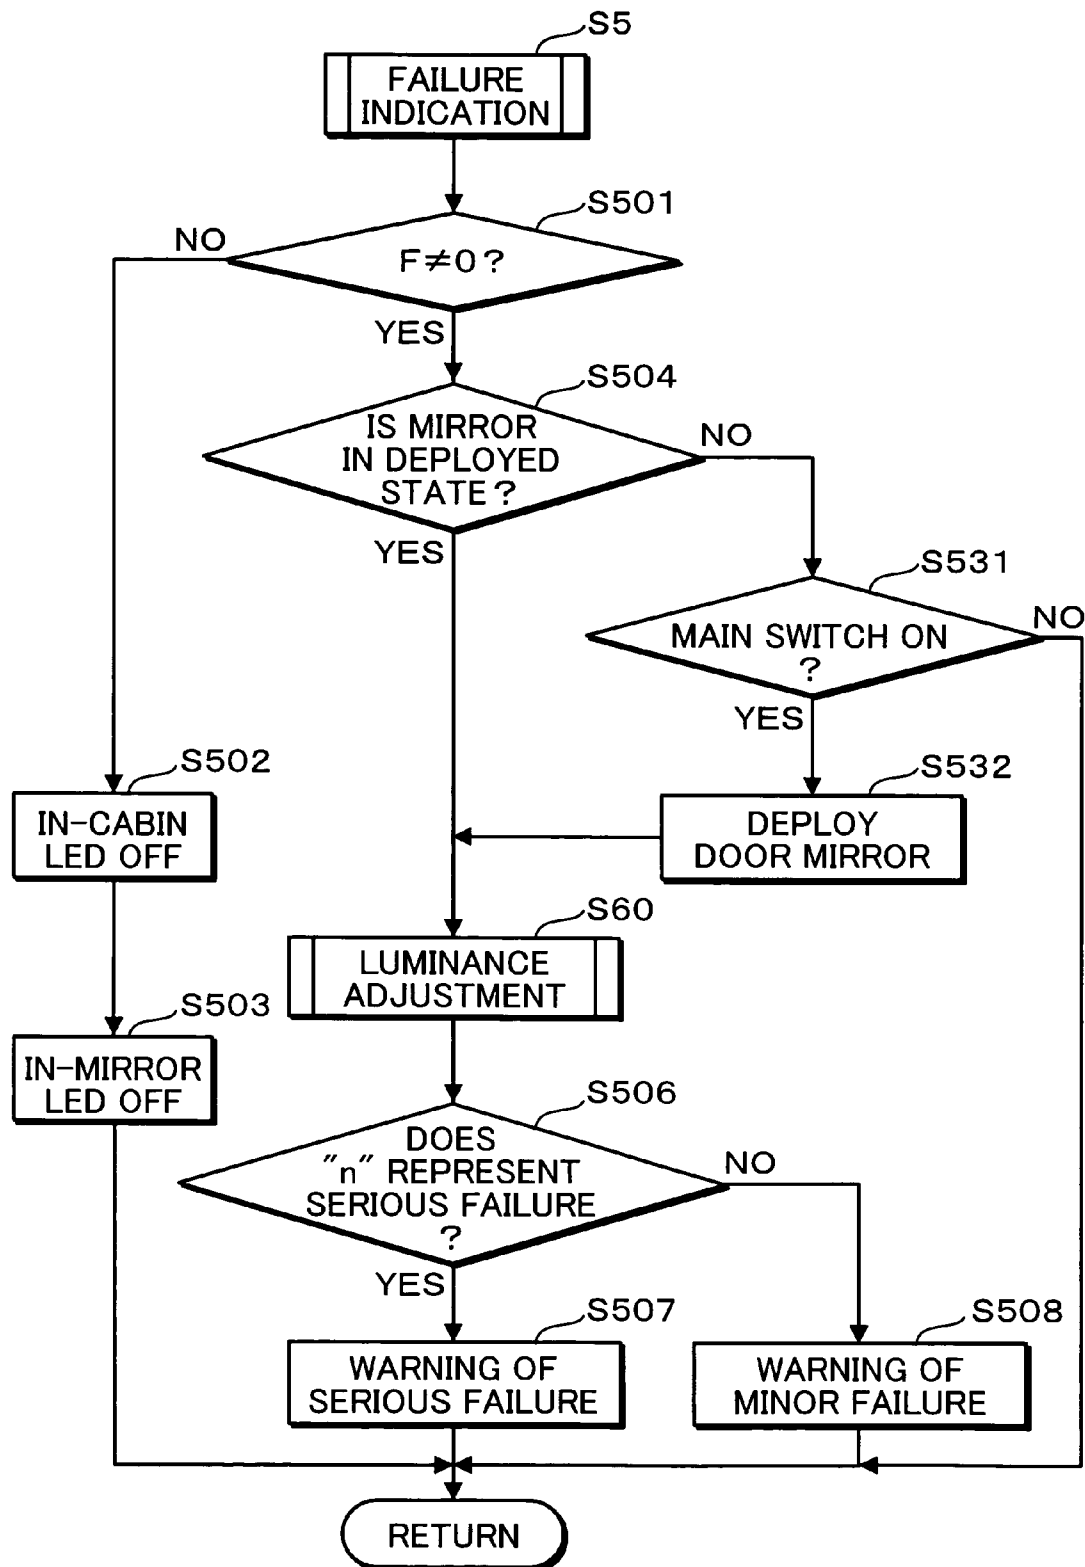 S5
FAILURE
INDICATION
S501
NO
F≠0?
YES
S504
IS MIRROR
IN DEPLOYED
STATE?
NO
YES
S531
MAIN SWITCH ON
?
NO
YES
S502
IN-CABIN
LED OFF
S532
DEPLOY
DOOR MIRROR
S60
LUMINANCE
ADJUSTMENT
S503
IN-MIRROR
LED OFF
S506
DOES
"n" REPRESENT
SERIOUS FAILURE
?
NO
YES
S507
WARNING OF
SERIOUS FAILURE
S508
WARNING OF
MINOR FAILURE
RETURN